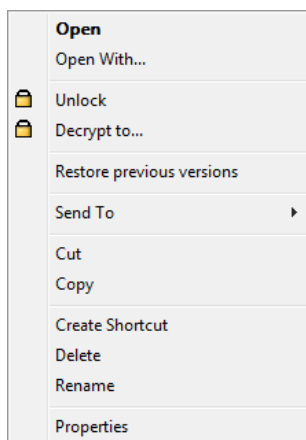 Open
Open With...
Unlock
Decrypt to...
Restore previous versions
Send To
Cut
Copy
Create Shortcut
Delete
Rename
Properties